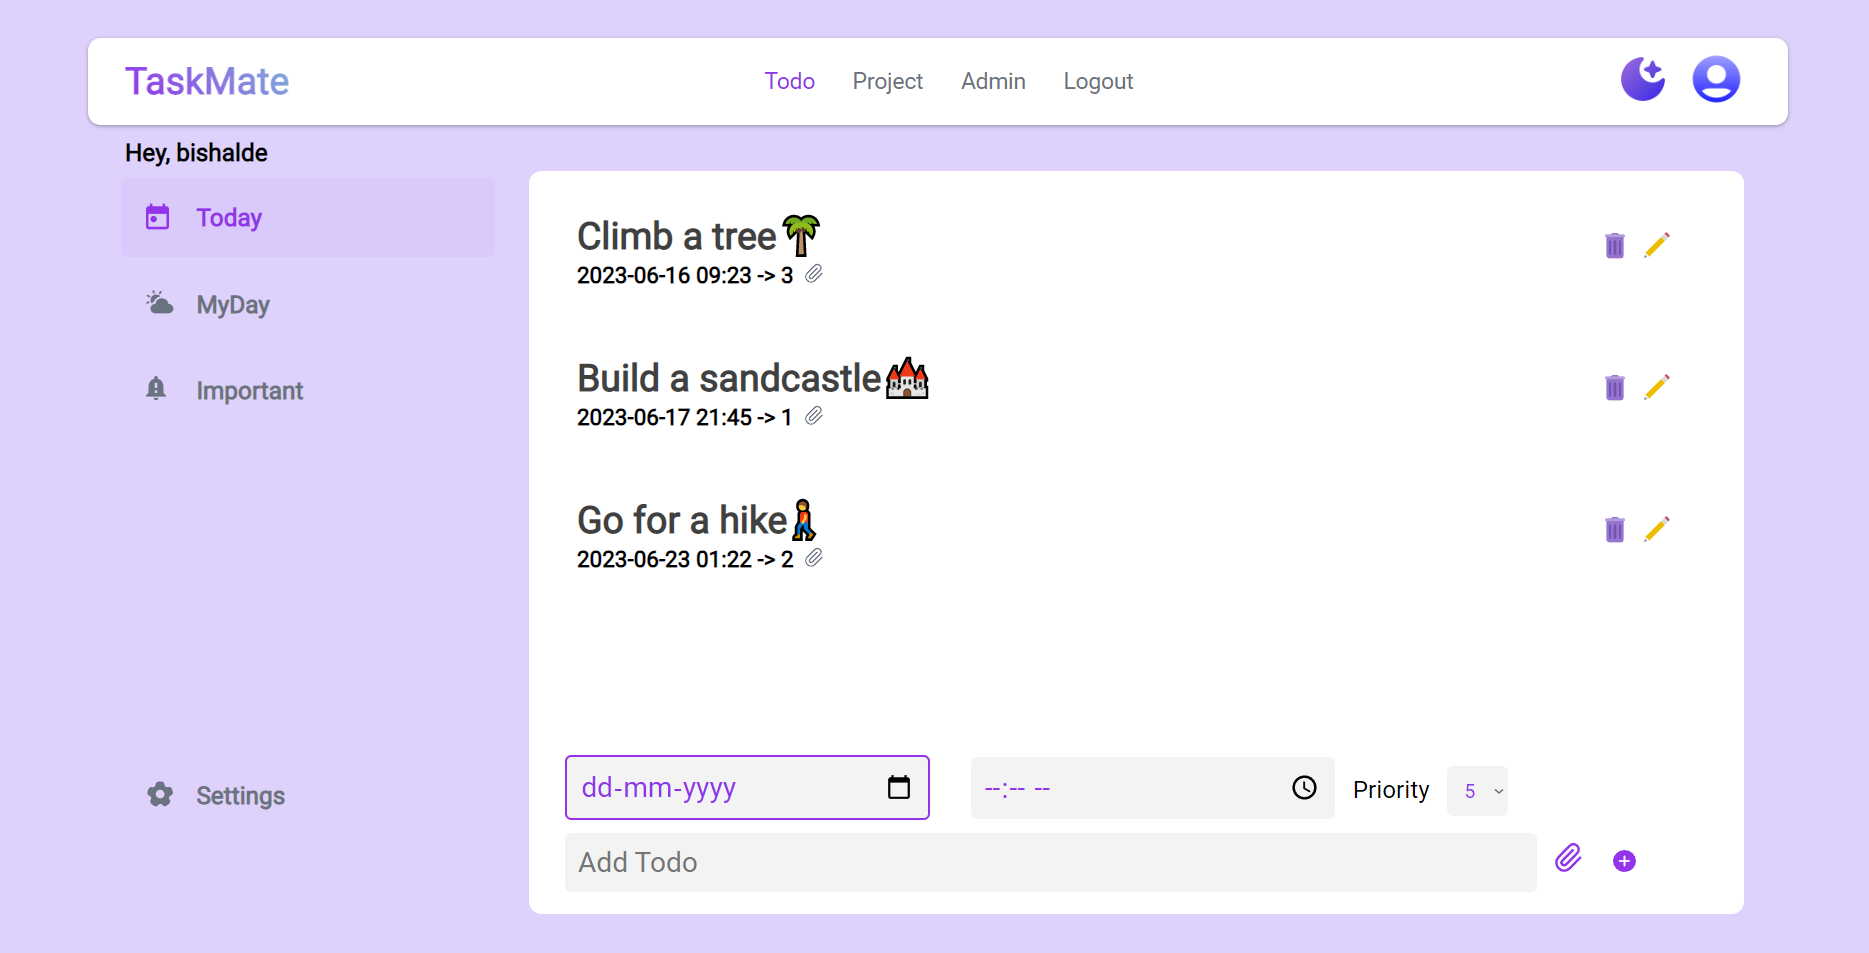 TaskMate
Todo Project Admin Logout
Hey, bishalde
Today
MyDay
Important
Settings
Climb a tree🌴
2023-06-16 09:23 -> 3
Build a sandcastle🏰
2023-06-17 21:45 -> 1
Go for a hike🚶
2023-06-23 01:22 -> 2
dd-mm-yyyy
--:-- --
Priority 5
Add Todo